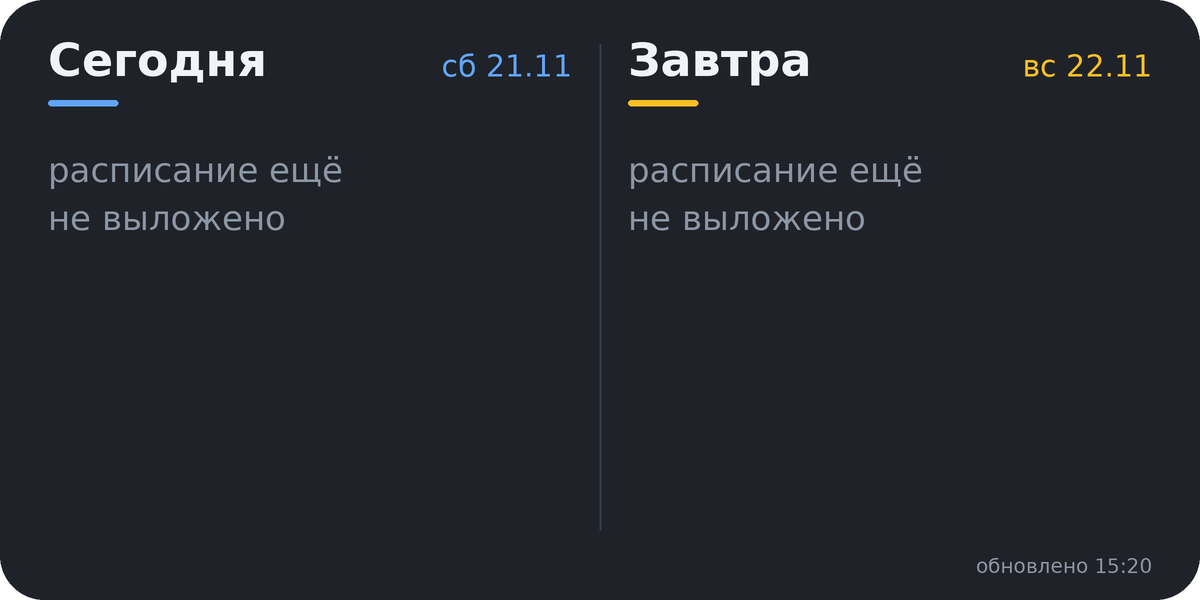 Сегодня
сб 21.11
расписание ещё
не выложено
Завтра
вс 22.11
расписание ещё
не выложено
обновлено 15:20